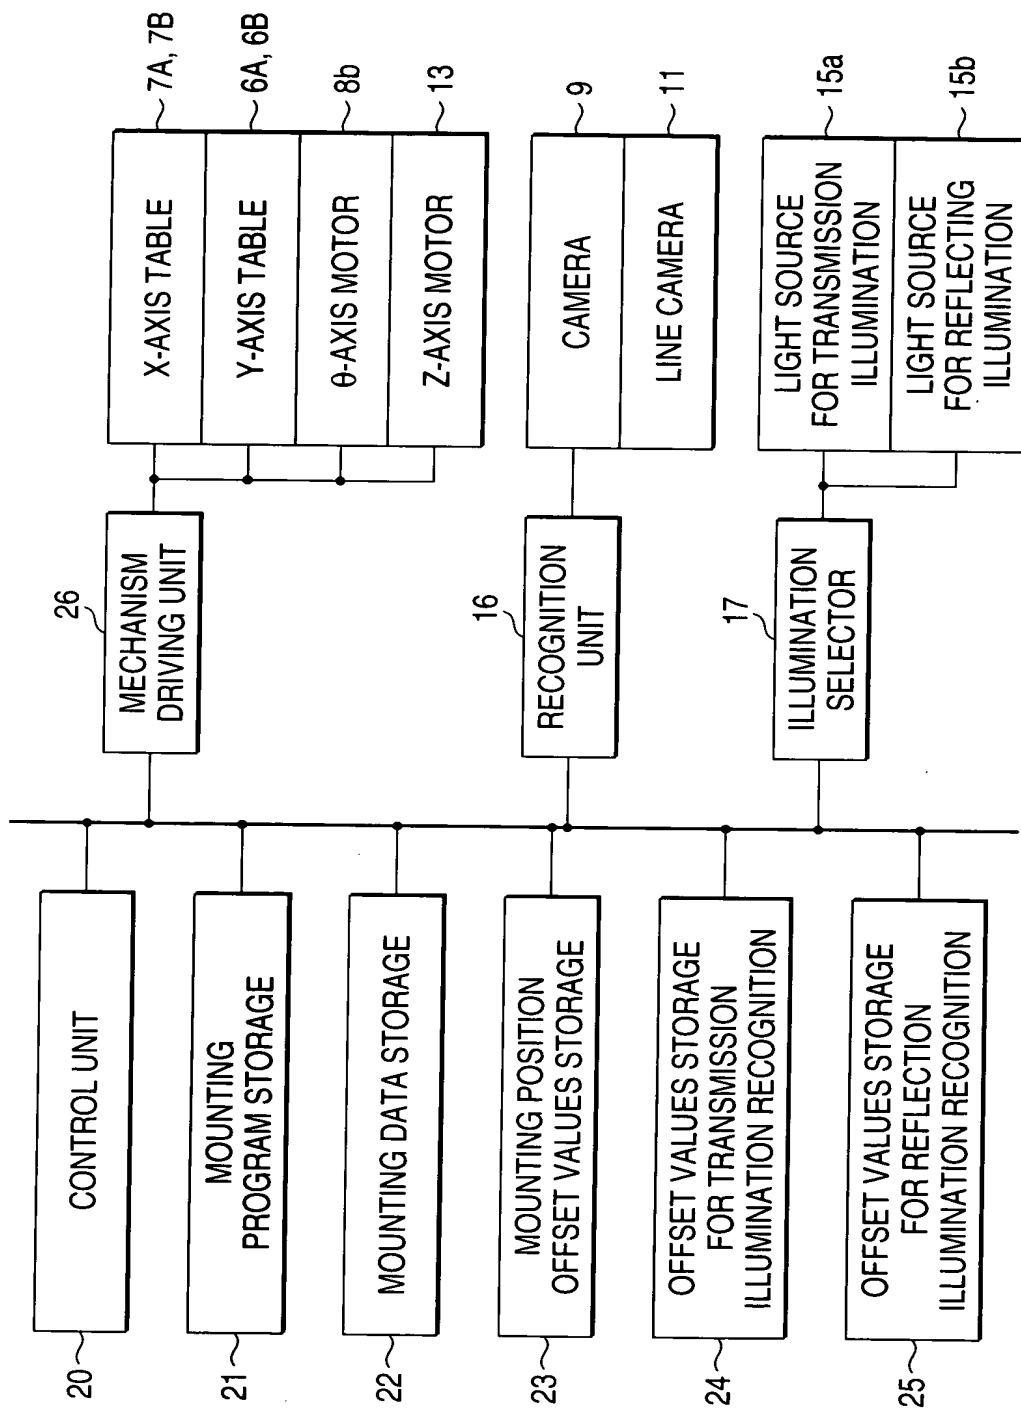 20
CONTROL UNIT
21
MOUNTING
PROGRAM STORAGE
22
MOUNTING DATA STORAGE
23
MOUNTING POSITION
OFFSET VALUES STORAGE
24
OFFSET VALUES STORAGE
FOR TRANSMISSION
ILLUMINATION RECOGNITION
25
OFFSET VALUES STORAGE
FOR REFLECTION
ILLUMINATION RECOGNITION
26
MECHANISM
DRIVING UNIT
16
RECOGNITION
UNIT
17
ILLUMINATION
SELECTOR
X-AXIS TABLE
7A, 7B
Y-AXIS TABLE
6A, 6B
θ-AXIS MOTOR
8b
Z-AXIS MOTOR
13
CAMERA
9
LINE CAMERA
11
LIGHT SOURCE
FOR TRANSMISSION
ILLUMINATION
15a
LIGHT SOURCE
FOR REFLECTING
ILLUMINATION
15b